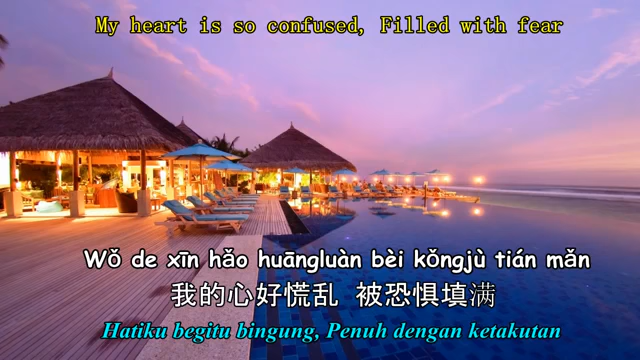 My heart is so confused, Filled with fear
Wǒ de xīn hǎo huāngluàn bèi kǒngjù tián mǎn
我的心好慌乱 被恐惧填满
Hatiku begitu bingung, Penuh dengan ketakutan